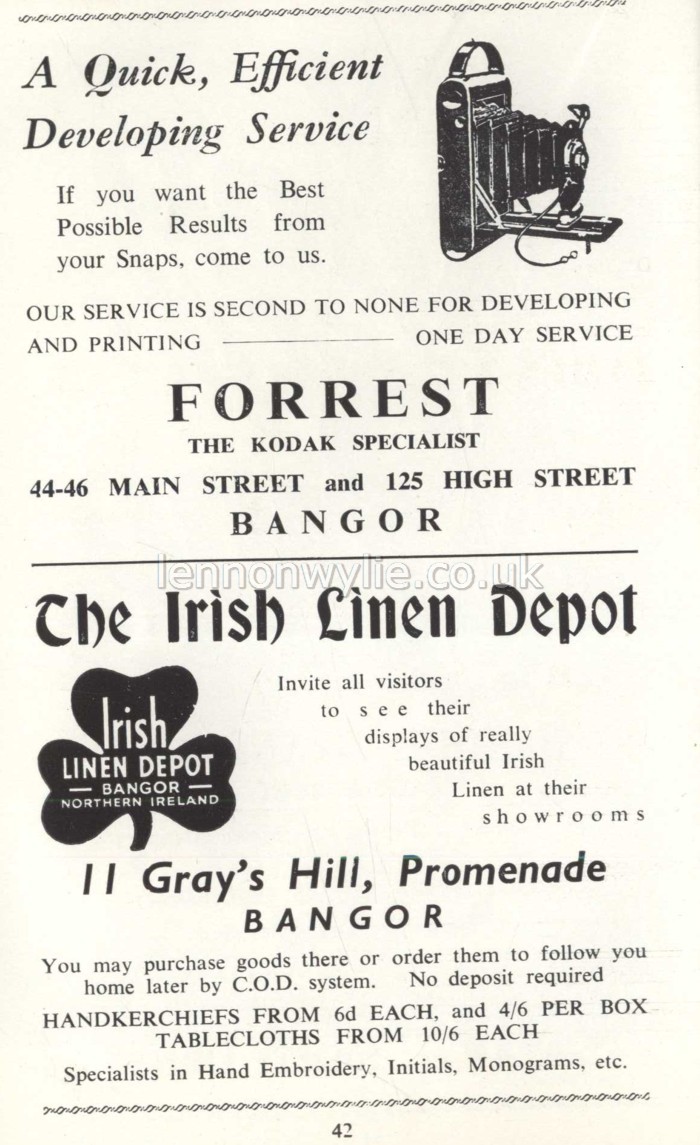 A Quick, Efficient
Developing Service
If you want the Best
Possible Results from
your Snaps, come to us.
OUR SERVICE IS SECOND TO NONE FOR DEVELOPING
AND PRINTING ———— ONE DAY SERVICE
FORREST
THE KODAK SPECIALIST
44-46 MAIN STREET and 125 HIGH STREET
BANGOR
lennonwylie.co.uk
The Irish Linen Depot
Irish
LINEN DEPOT
— BANGOR —
NORTHERN IRELAND
Invite all visitors
to see their
displays of really
beautiful Irish
Linen at their
showrooms
11 Gray's Hill, Promenade
BANGOR
You may purchase goods there or order them to follow you
home later by C.O.D. system. No deposit required
HANDKERCHIEFS FROM 6d EACH, and 4/6 PER BOX
TABLECLOTHS FROM 10/6 EACH
Specialists in Hand Embroidery, Initials, Monograms, etc.
42